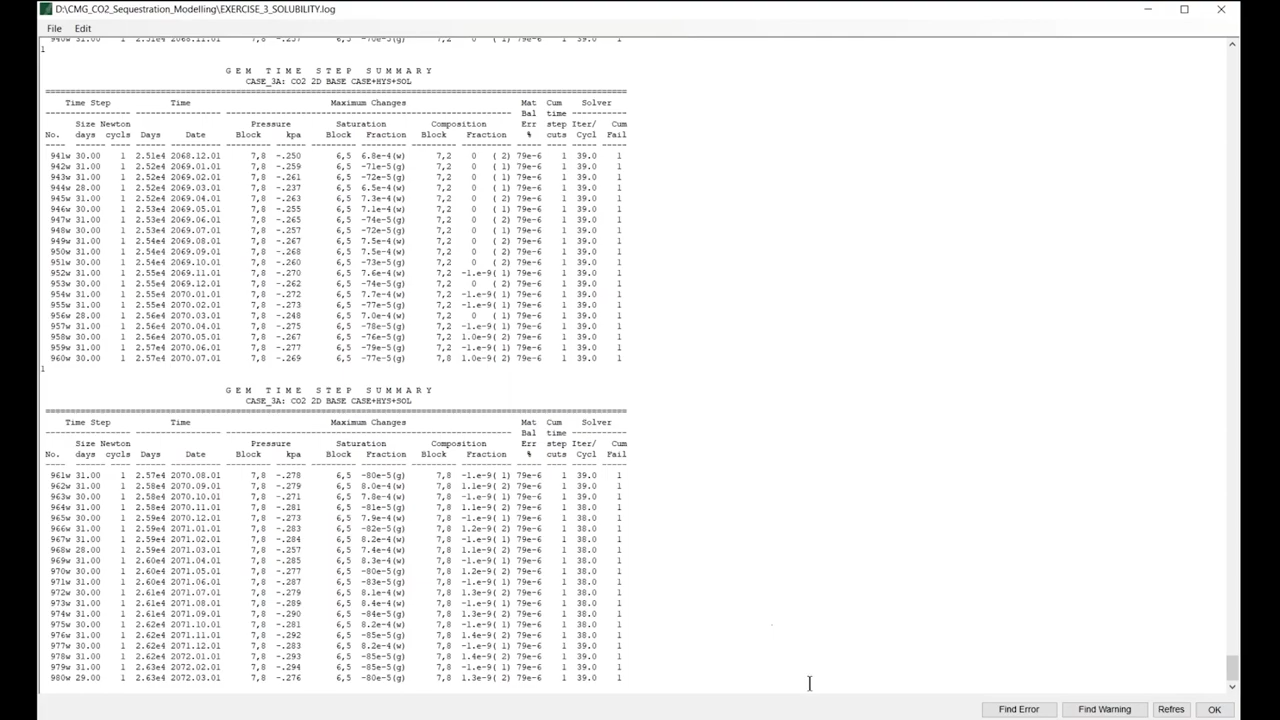 D:\CMG_CO2_Sequestration_Modelling\EXERCISE_3_SOLUBILITY.log
File Edit
1
G E M T I M E S T E P S U M M A R Y
CASE_3A: CO2 2D BASE CASE+HYS+SOL
Time Step Time Maximum Changes Mat Cum Solver
Bal time
Size Newton Pressure Saturation Composition Err step Iter/ Cum
No. days cycls Days Date Block kpa Block Fraction Block Fraction % cuts Cycl Fail
941w 30.00 1 2.51e4 2068.12.01 7,8 -.250 6,5 6.8e-4(w) 7,2 0 ( 2) 79e-6 1 39.0 1
942w 31.00 1 2.52e4 2069.01.01 7,8 -.259 6,5 -71e-5(g) 7,2 0 ( 1) 79e-6 1 39.0 1
943w 31.00 1 2.52e4 2069.02.01 7,8 -.261 6,5 -72e-5(g) 7,2 0 ( 1) 79e-6 1 39.0 1
944w 28.00 1 2.52e4 2069.03.01 7,8 -.237 6,5 6.5e-4(w) 7,2 0 ( 1) 79e-6 1 39.0 1
945w 31.00 1 2.52e4 2069.04.01 7,8 -.263 6,5 7.3e-4(w) 7,2 0 ( 2) 79e-6 1 39.0 1
946w 30.00 1 2.53e4 2069.05.01 7,8 -.255 6,5 7.1e-4(w) 7,2 0 ( 1) 79e-6 1 39.0 1
947w 31.00 1 2.53e4 2069.06.01 7,8 -.265 6,5 -74e-5(g) 7,2 0 ( 1) 79e-6 1 39.0 1
948w 30.00 1 2.53e4 2069.07.01 7,8 -.257 6,5 -72e-5(g) 7,2 0 ( 1) 79e-6 1 39.0 1
949w 31.00 1 2.54e4 2069.08.01 7,8 -.267 6,5 7.5e-4(w) 7,2 0 ( 2) 79e-6 1 39.0 1
950w 31.00 1 2.54e4 2069.09.01 7,8 -.268 6,5 7.5e-4(w) 7,2 0 ( 2) 79e-6 1 39.0 1
951w 30.00 1 2.54e4 2069.10.01 7,8 -.260 6,5 -73e-5(g) 7,2 0 ( 2) 79e-6 1 39.0 1
952w 31.00 1 2.55e4 2069.11.01 7,8 -.270 6,5 7.6e-4(w) 7,2 -1.e-9( 1) 79e-6 1 39.0 1
953w 30.00 1 2.55e4 2069.12.01 7,8 -.262 6,5 -74e-5(g) 7,2 0 ( 2) 79e-6 1 39.0 1
954w 31.00 1 2.55e4 2070.01.01 7,8 -.272 6,5 7.7e-4(w) 7,2 -1.e-9( 1) 79e-6 1 39.0 1
955w 31.00 1 2.55e4 2070.02.01 7,8 -.273 6,5 -77e-5(g) 7,2 -1.e-9( 1) 79e-6 1 39.0 1
956w 28.00 1 2.56e4 2070.03.01 7,8 -.248 6,5 7.0e-4(w) 7,2 0 ( 1) 79e-6 1 39.0 1
957w 31.00 1 2.56e4 2070.04.01 7,8 -.275 6,5 -78e-5(g) 7,2 -1.e-9( 1) 79e-6 1 39.0 1
958w 30.00 1 2.56e4 2070.05.01 7,8 -.267 6,5 -76e-5(g) 7,2 1.0e-9( 2) 79e-6 1 39.0 1
959w 31.00 1 2.57e4 2070.06.01 7,8 -.277 6,5 -79e-5(g) 7,2 -1.e-9( 1) 79e-6 1 39.0 1
960w 30.00 1 2.57e4 2070.07.01 7,8 -.269 6,5 -77e-5(g) 7,8 1.0e-9( 2) 79e-6 1 39.0 1
1
G E M T I M E S T E P S U M M A R Y
CASE_3A: CO2 2D BASE CASE+HYS+SOL
Time Step Time Maximum Changes Mat Cum Solver
Bal time
Size Newton Pressure Saturation Composition Err step Iter/ Cum
No. days cycls Days Date Block kpa Block Fraction Block Fraction % cuts Cycl Fail
961w 31.00 1 2.57e4 2070.08.01 7,8 -.278 6,5 -80e-5(g) 7,8 -1.e-9( 1) 79e-6 1 39.0 1
962w 31.00 1 2.58e4 2070.09.01 7,8 -.279 6,5 8.0e-4(w) 7,8 1.1e-9( 2) 79e-6 1 39.0 1
963w 30.00 1 2.58e4 2070.10.01 7,8 -.271 6,5 7.8e-4(w) 7,8 -1.e-9( 1) 79e-6 1 39.0 1
964w 31.00 1 2.58e4 2070.11.01 7,8 -.281 6,5 -81e-5(g) 7,8 1.1e-9( 2) 79e-6 1 38.0 1
965w 30.00 1 2.59e4 2070.12.01 7,8 -.273 6,5 7.9e-4(w) 7,8 -1.e-9( 1) 79e-6 1 38.0 1
966w 31.00 1 2.59e4 2071.01.01 7,8 -.283 6,5 -82e-5(g) 7,8 1.2e-9( 2) 79e-6 1 38.0 1
967w 31.00 1 2.59e4 2071.02.01 7,8 -.284 6,5 8.2e-4(w) 7,8 -1.e-9( 1) 79e-6 1 38.0 1
968w 28.00 1 2.59e4 2071.03.01 7,8 -.257 6,5 7.4e-4(w) 7,8 1.1e-9( 2) 79e-6 1 38.0 1
969w 31.00 1 2.60e4 2071.04.01 7,8 -.285 6,5 8.3e-4(w) 7,8 -1.e-9( 1) 79e-6 1 38.0 1
970w 30.00 1 2.60e4 2071.05.01 7,8 -.277 6,5 -80e-5(g) 7,8 1.2e-9( 2) 79e-6 1 38.0 1
971w 31.00 1 2.60e4 2071.06.01 7,8 -.287 6,5 -83e-5(g) 7,8 -1.e-9( 1) 79e-6 1 38.0 1
972w 30.00 1 2.61e4 2071.07.01 7,8 -.279 6,5 8.1e-4(w) 7,8 1.3e-9( 2) 79e-6 1 38.0 1
973w 31.00 1 2.61e4 2071.08.01 7,8 -.289 6,5 8.4e-4(w) 7,8 -1.e-9( 1) 79e-6 1 38.0 1
974w 31.00 1 2.61e4 2071.09.01 7,8 -.290 6,5 -84e-5(g) 7,8 1.3e-9( 2) 79e-6 1 38.0 1
975w 30.00 1 2.62e4 2071.10.01 7,8 -.281 6,5 8.2e-4(w) 7,8 -1.e-9( 1) 79e-6 1 38.0 1
976w 31.00 1 2.62e4 2071.11.01 7,8 -.292 6,5 -85e-5(g) 7,8 1.4e-9( 2) 79e-6 1 38.0 1
977w 30.00 1 2.62e4 2071.12.01 7,8 -.283 6,5 8.2e-4(w) 7,8 -1.e-9( 1) 79e-6 1 39.0 1
978w 31.00 1 2.63e4 2072.01.01 7,8 -.293 6,5 -85e-5(g) 7,8 1.4e-9( 2) 79e-6 1 39.0 1
979w 31.00 1 2.63e4 2072.02.01 7,8 -.294 6,5 -85e-5(g) 7,8 -1.e-9( 1) 79e-6 1 39.0 1
980w 29.00 1 2.63e4 2072.03.01 7,8 -.276 6,5 -80e-5(g) 7,8 1.3e-9( 2) 79e-6 1 39.0 1
Find Error Find Warning Refres OK